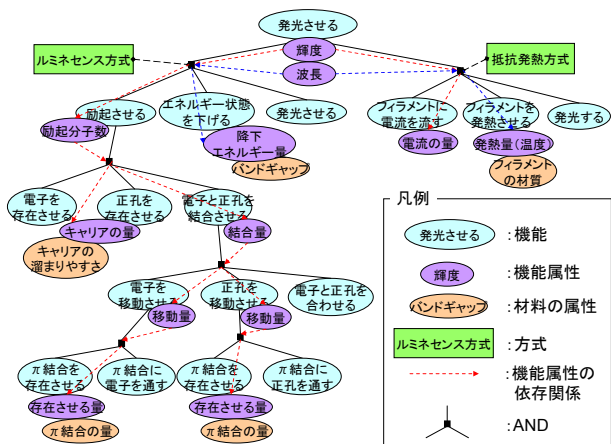 発光させる
ルミネセンス方式
輝度
抵抗発熱方式
波長
励起させる
エネルギー状態
を下げる
発光させる
フィラメントに
電流を流す
フィラメントを
発熱させる
発光する
励起分子数
降下
エネルギー量
電流の量
発熱量(温度)
バンドギャップ
フィラメント
の材質
電子を
存在させる
正孔を
存在させる
電子と正孔を
結合させる
キャリアの量
結合量
キャリアの
溜まりやすさ
電子を
移動させる
正孔を
移動させる
電子と正孔を
合わせる
移動量
移動量
π結合を
存在させる
π結合に
電子を通す
π結合を
存在させる
π結合に
正孔を通す
存在させる量
存在させる量
π結合の量
π結合の量
凡例
発光させる
:機能
輝度
:機能属性
バンドギャップ
:材料の属性
ルミネセンス方式
:方式
:機能属性の
依存関係
:AND